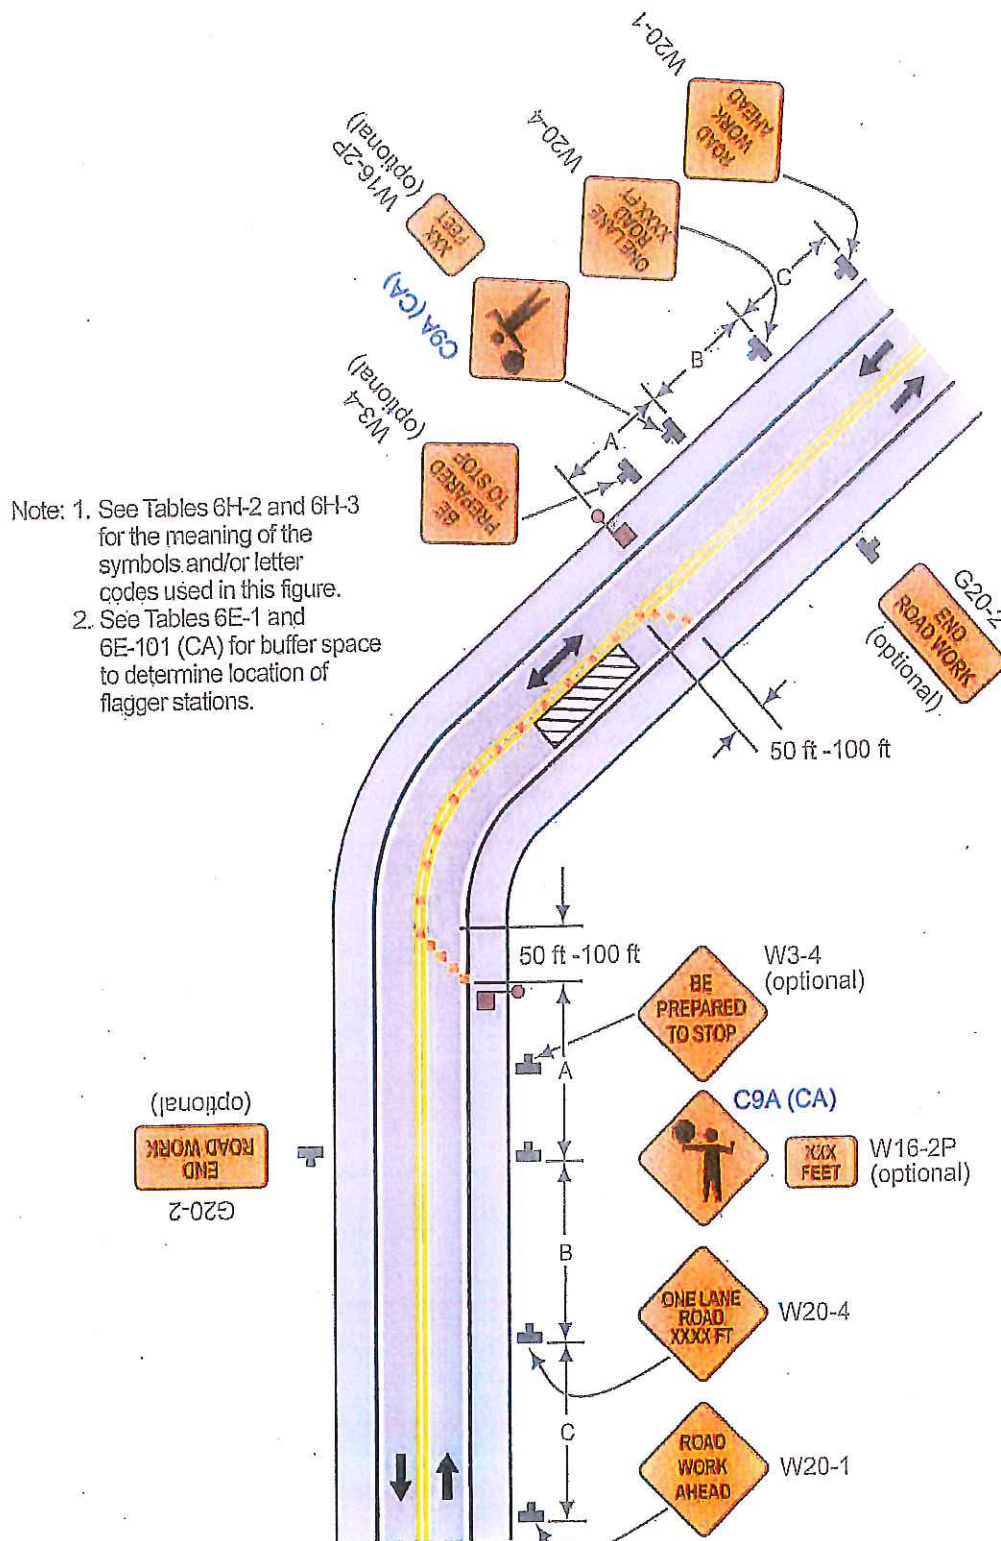 W20-1
ROAD
WORK
AHEAD
W20-4
ONE LANE
ROAD
XXXX FT
W16-2P
(optional)
XXX
FEET
C9A (CA)
W3-4
(optional)
BE
PREPARED
TO STOP
C
B
A
Note: 1. See Tables 6H-2 and 6H-3
for the meaning of the
symbols and/or letter
codes used in this figure.
2. See Tables 6E-1 and
6E-101 (CA) for buffer space
to determine location of
flagger stations.
G20-2
(optional)
END
ROAD WORK
50 ft -100 ft
50 ft -100 ft
BE
PREPARED
TO STOP
W3-4
(optional)
A
C9A (CA)
XXX
FEET
W16-2P
(optional)
G20-2
END
ROAD WORK
(optional)
B
ONE LANE
ROAD
XXXX FT
W20-4
C
ROAD
WORK
AHEAD
W20-1